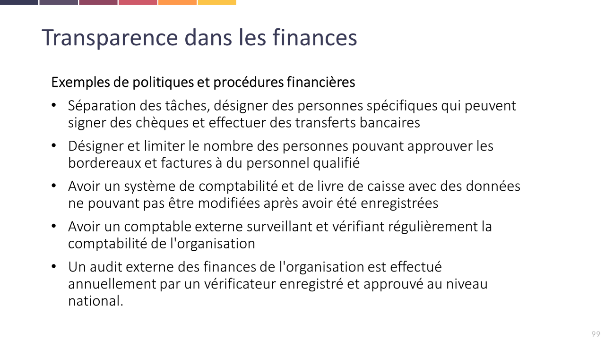 Transparence dans les finances
Exemples de politiques et procédures financières
• Séparation des tâches, désigner des personnes spécifiques qui peuvent
signer des chèques et effectuer des transferts bancaires
• Désigner et limiter le nombre des personnes pouvant approuver les
bordereaux et factures à du personnel qualifié
• Avoir un système de comptabilité et de livre de caisse avec des données
ne pouvant pas être modifiées après avoir été enregistrées
• Avoir un comptable externe surveillant et vérifiant régulièrement la
comptabilité de l'organisation
• Un audit externe des finances de l'organisation est effectué
annuellement par un vérificateur enregistré et approuvé au niveau
national.
99